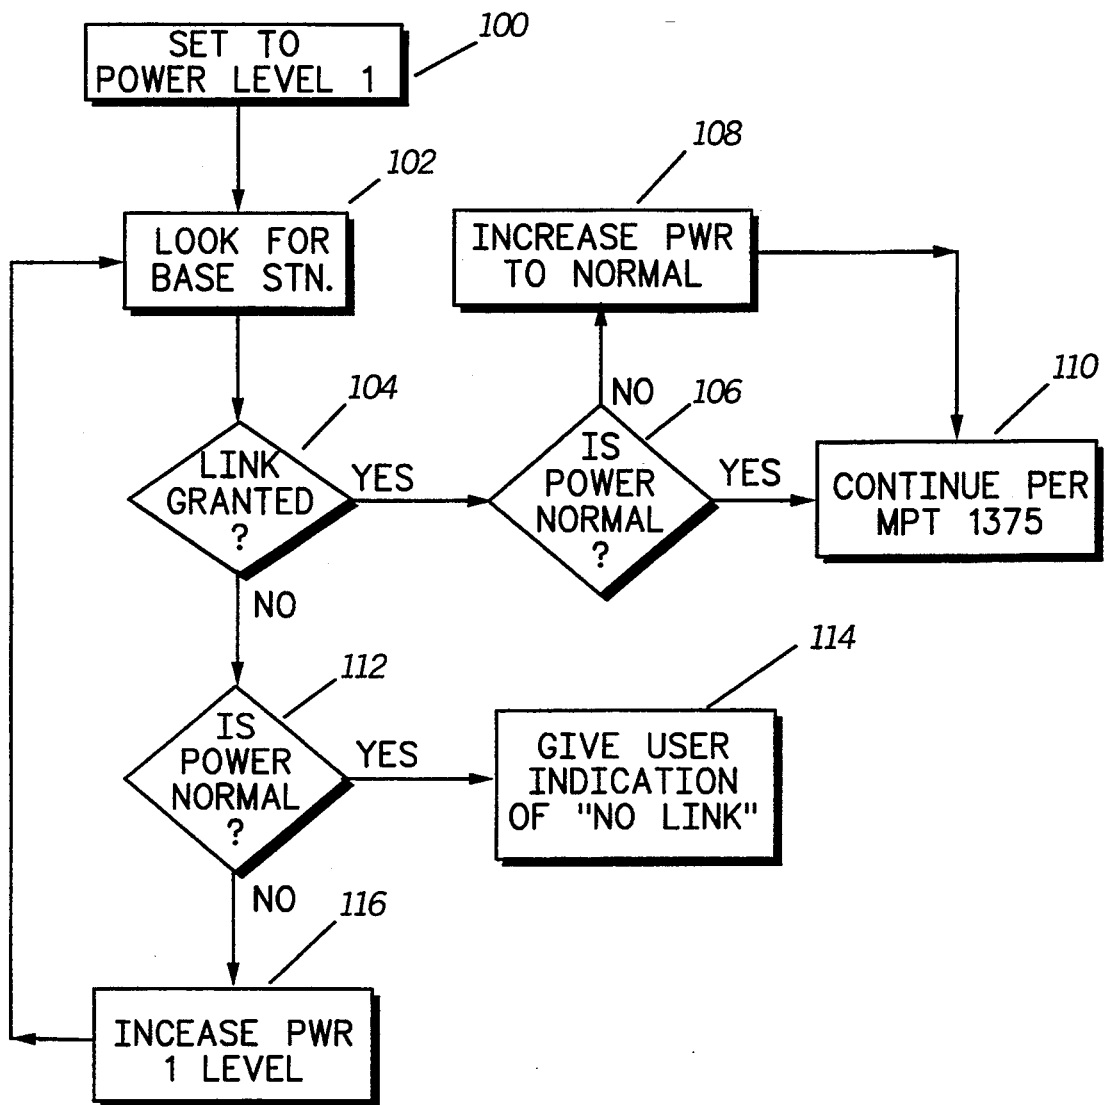 100
SET TO
POWER LEVEL 1
102
LOOK FOR
BASE STN.
108
INCREASE PWR
TO NORMAL
104
LINK
GRANTED
?
YES
NO
106
NO
IS
POWER
NORMAL
?
YES
110
CONTINUE PER
MPT 1375
112
IS
POWER
NORMAL
?
YES
NO
114
GIVE USER
INDICATION
OF "NO LINK"
116
INCEASE PWR
1 LEVEL